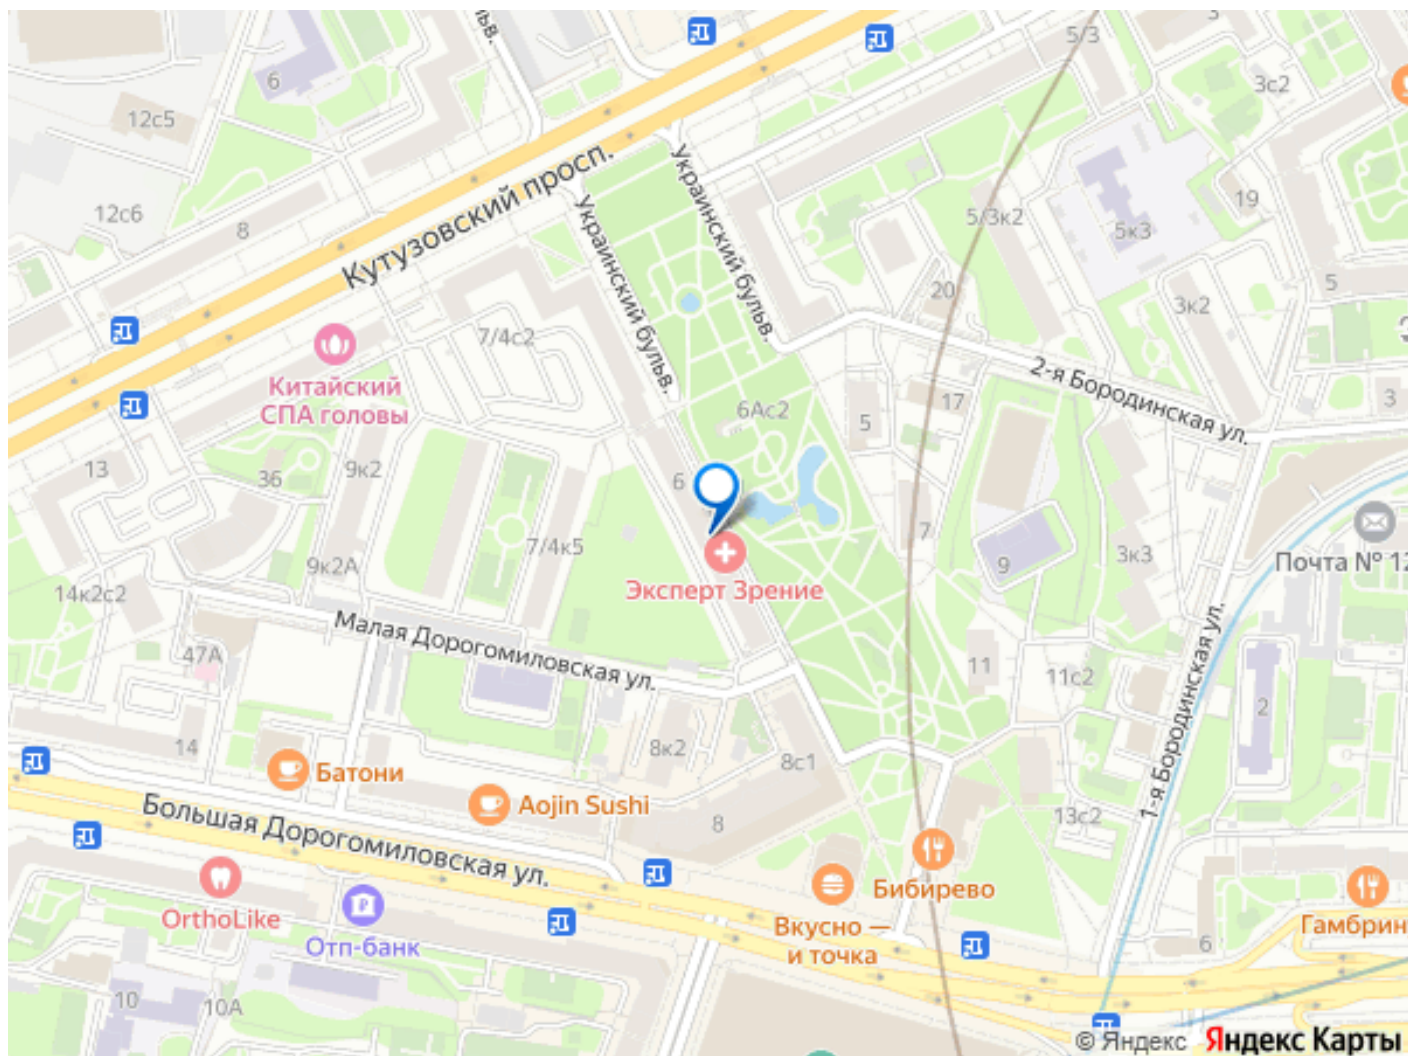 5/3
3
6
3с2
12с5
Кутузовский просп.
Украинский бульв.
Украинский бульв.
19
12с6
8
5/3к2
5к3
20
5
3к2
7/4с2
2-я Бородинская ул.
Китайский
СПА головы
6Ас2
17
3
5
13
9к2
36
6
7
3к3
Почта № 12
7/4к5
9
9к2А
14к2с2
Эксперт Зрение
Малая Дорогомиловская ул.
47А
11
11с2
1-я Бородинская ул.
2
14
8к2
8с1
Батони
Aojin Sushi
8
13с2
Большая Дорогомиловская ул.
Бибирево
OrthoLike
Отп-банк
Вкусно —
и точка
Гамбрин
6
10
10А
© Яндекс Яндекс Карты